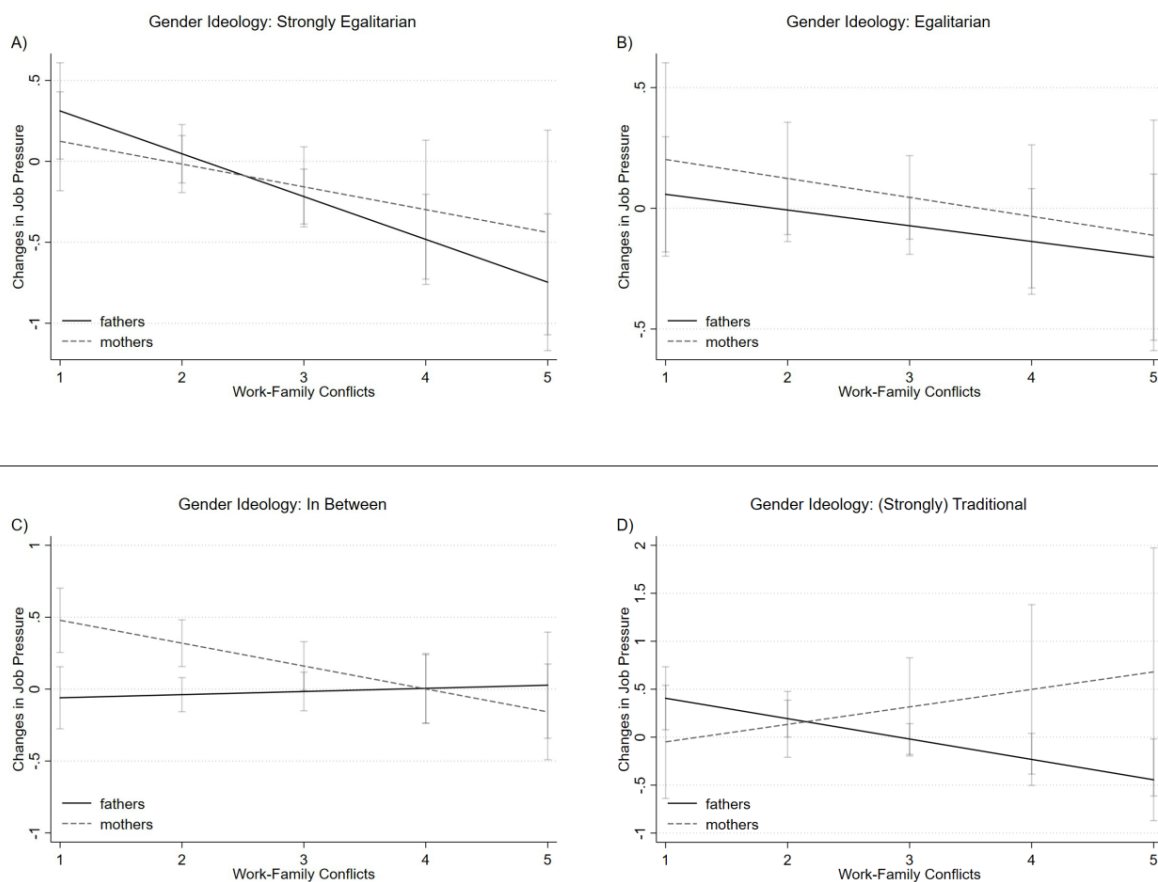 Gender Ideology: Strongly Egalitarian
A)
.5
0
-.5
-1
Changes in Job Pressure
fathers
mothers
1 2 3 4 5
Work-Family Conflicts
Gender Ideology: Egalitarian
B)
.5
0
-.5
Changes in Job Pressure
fathers
mothers
1 2 3 4 5
Work-Family Conflicts
Gender Ideology: In Between
C)
1
.5
0
-.5
-1
Changes in Job Pressure
fathers
mothers
1 2 3 4 5
Work-Family Conflicts
Gender Ideology: (Strongly) Traditional
D)
2
1.5
1
.5
0
-.5
-1
Changes in Job Pressure
fathers
mothers
1 2 3 4 5
Work-Family Conflicts